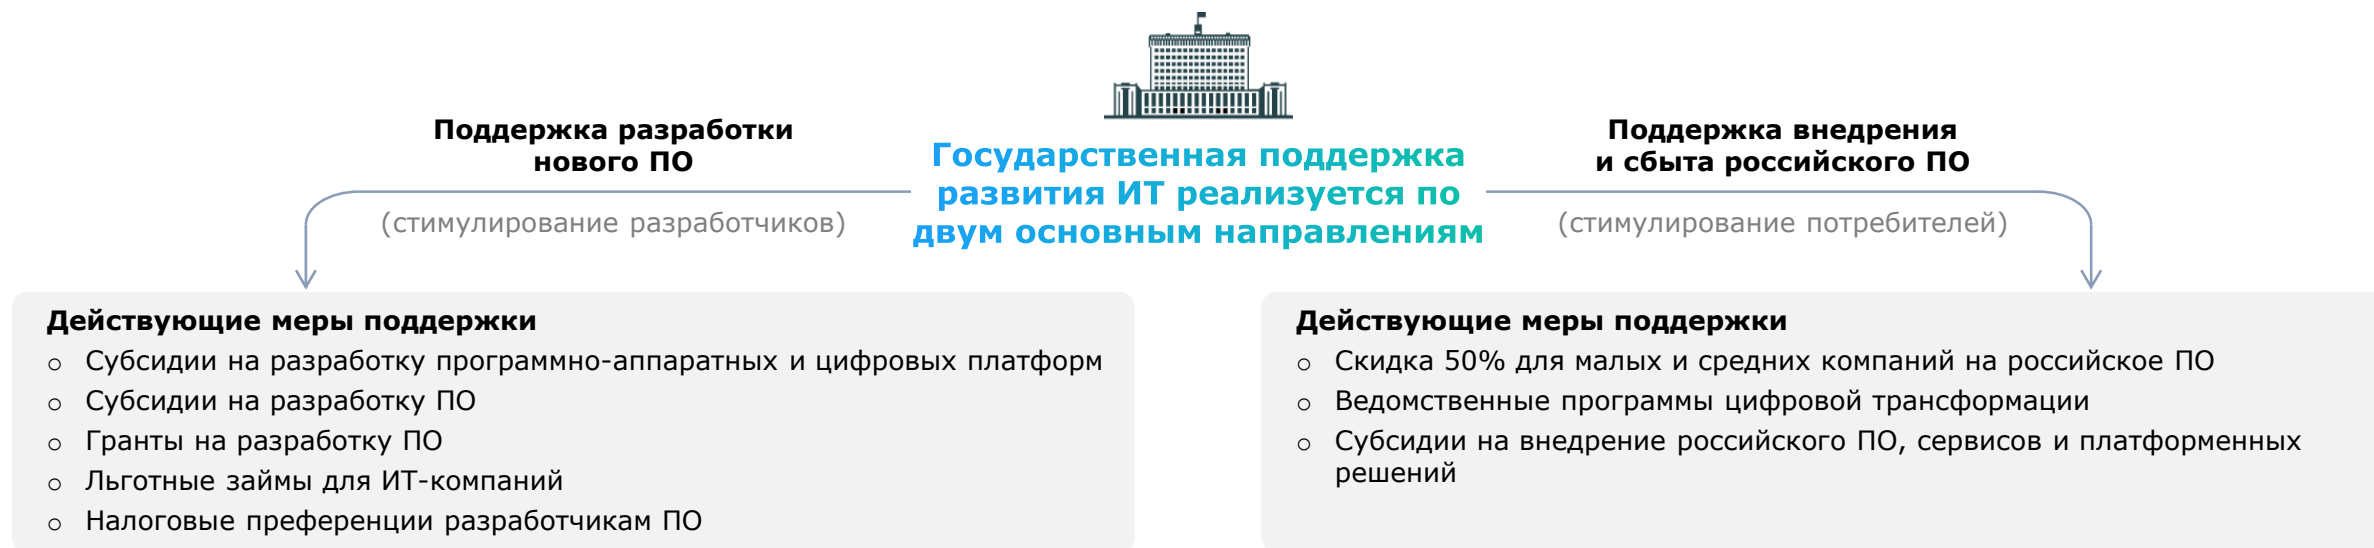 Государственная поддержка
развития ИТ реализуется по
двум основным направлениям
Поддержка разработки
нового ПО
(стимулирование разработчиков)
Действующие меры поддержки
o Субсидии на разработку программно-аппаратных и цифровых платформ
o Субсидии на разработку ПО
o Гранты на разработку ПО
o Льготные займы для ИТ-компаний
o Налоговые преференции разработчикам ПО
Поддержка внедрения
и сбыта российского ПО
(стимулирование потребителей)
Действующие меры поддержки
o Скидка 50% для малых и средних компаний на российское ПО
o Ведомственные программы цифровой трансформации
o Субсидии на внедрение российского ПО, сервисов и платформенных
решений